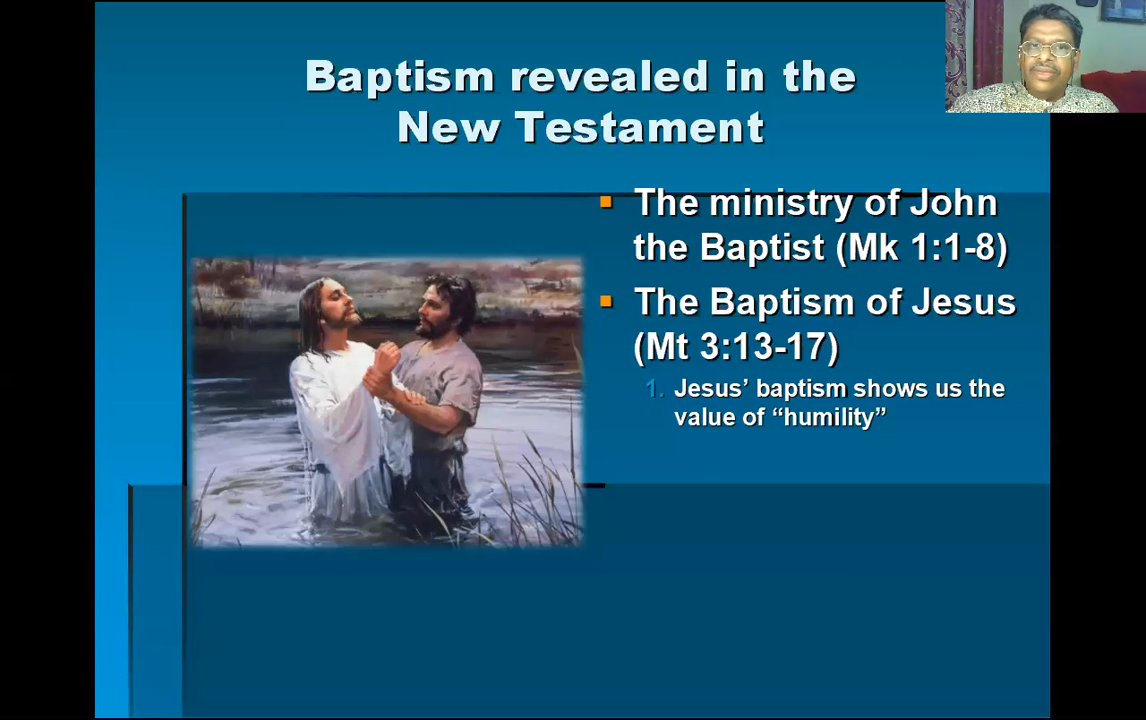 Baptism revealed in the
New Testament
▪ The ministry of John
the Baptist (Mk 1:1-8)
▪ The Baptism of Jesus
(Mt 3:13-17)
1. Jesus’ baptism shows us the
value of “humility”